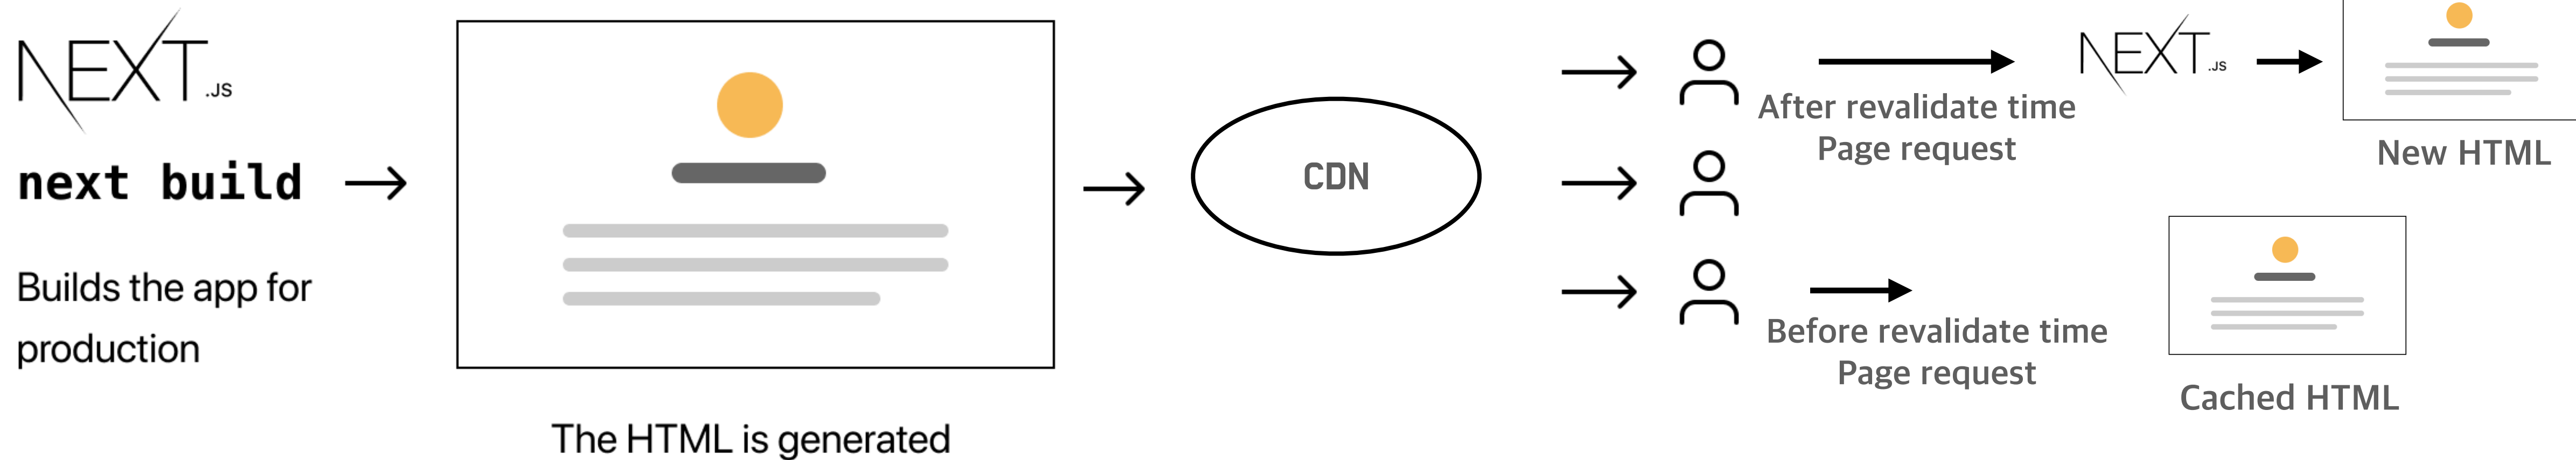 NEXT.JS
next build
Builds the app for
production
The HTML is generated
CDN
After revalidate time
Page request
NEXT.JS
New HTML
Before revalidate time
Page request
Cached HTML